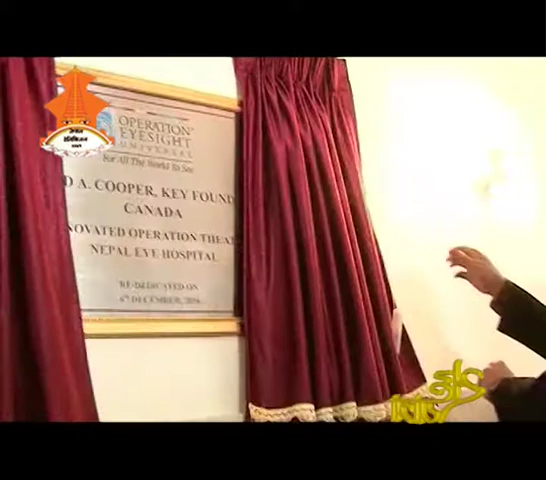 OPERATION
EYESIGHT
UNIVERSAL
For All The World To See
A. COOPER, KEY FOUND
CANADA
NOVATED OPERATION THEAT
NEPAL EYE HOSPITAL
RE-DEDICATED ON
6TH DECEMBER,